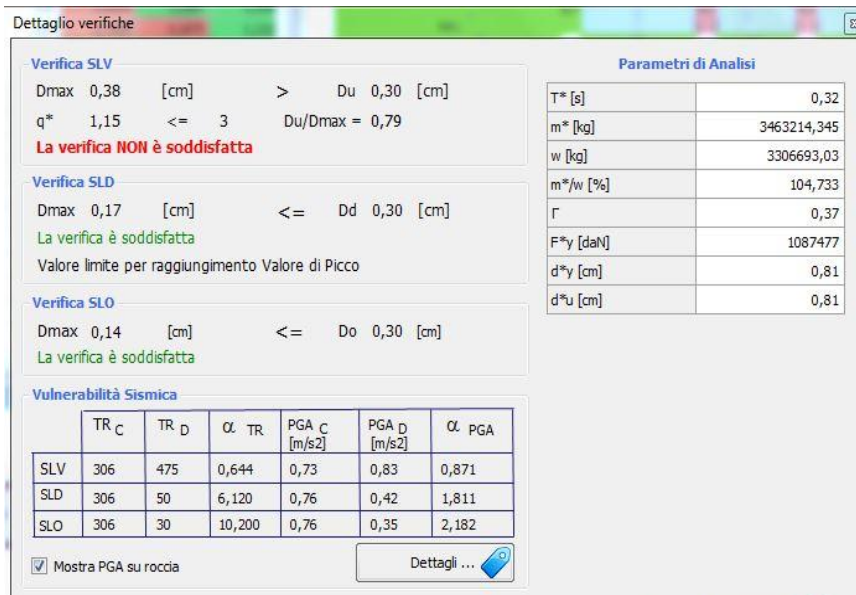 Dettaglio verifiche
Verifica SLV
Dmax 0,38 [cm] > Du 0,30 [cm]
q* 1,15 <= 3 Du/Dmax = 0,79
La verifica NON è soddisfatta
Verifica SLD
Dmax 0,17 [cm] <= Dd 0,30 [cm]
La verifica è soddisfatta
Valore limite per raggiungimento Valore di Picco
Verifica SLO
Dmax 0,14 [cm] <= Do 0,30 [cm]
La verifica è soddisfatta
Vulnerabilità Sismica
TR C TR D α TR PGA C [m/s2] PGA D [m/s2] α PGA
SLV 306 475 0,644 0,73 0,83 0,871
SLD 306 50 6,120 0,76 0,42 1,811
SLO 306 30 10,200 0,76 0,35 2,182
Mostra PGA su roccia
Dettagli ...
Parametri di Analisi
T* [s] 0,32
m* [kg] 3463214,345
w [kg] 3306693,03
m*/w [%] 104,733
Γ 0,37
F*y [daN] 1087477
d*y [cm] 0,81
d*u [cm] 0,81